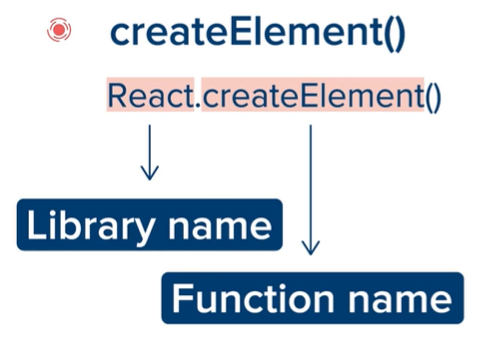 createElement()
React.createElement()
Library name
Function name